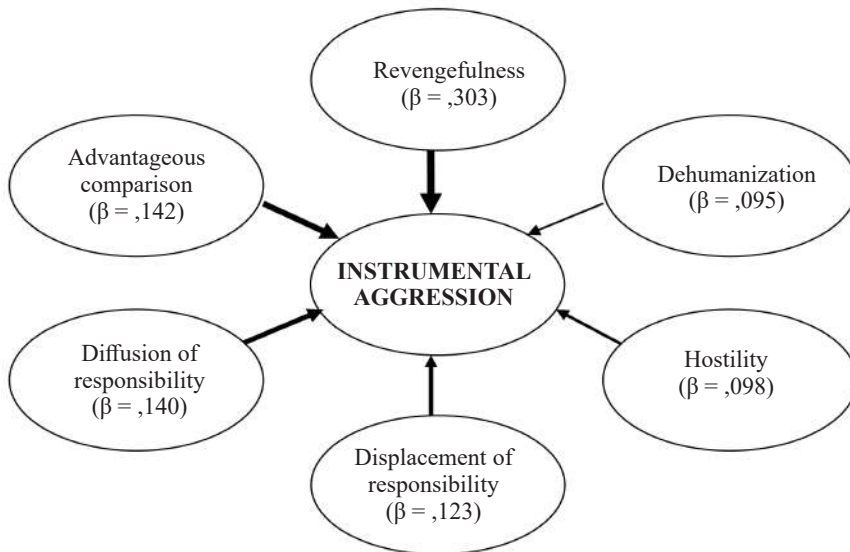 Revengefulness
(β = ,303)
Advantageous
comparison
(β = ,142)
Dehumanization
(β = ,095)
INSTRUMENTAL
AGGRESSION
Diffusion of
responsibility
(β = ,140)
Hostility
(β = ,098)
Displacement of
responsibility
(β = ,123)